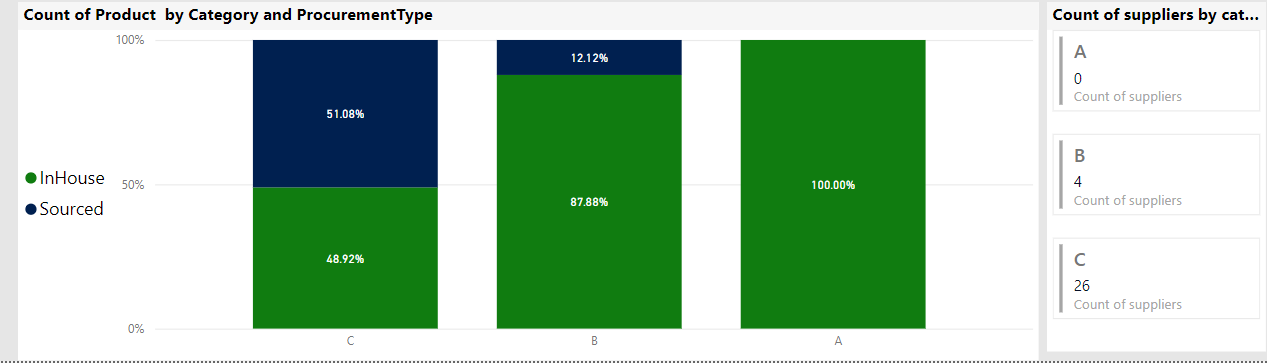 Count of Product by Category and ProcurementType
100%
50%
0%
InHouse
Sourced
51.08%
48.92%
12.12%
87.88%
100.00%
C
B
A
Count of suppliers by cat...
A
0
Count of suppliers
B
4
Count of suppliers
C
26
Count of suppliers